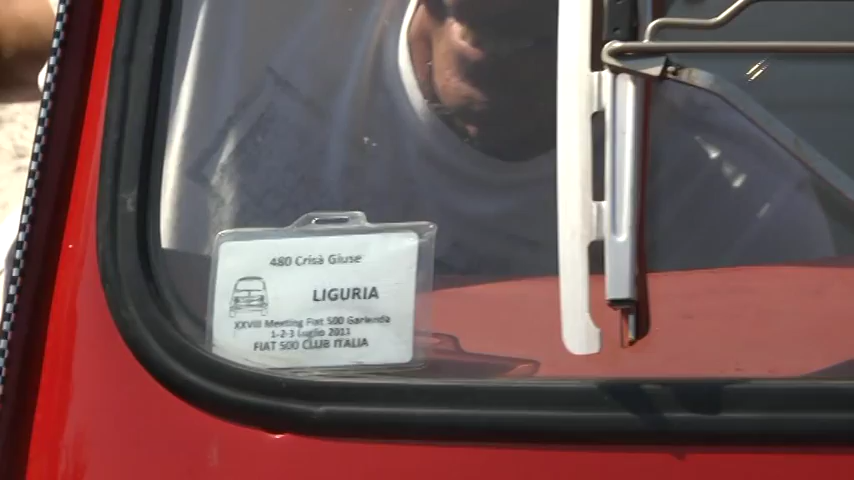 480 Crisà Giuse
LIGURIA
XXVIII Meeting Fiat 500 Garlenda
1-2-3 Luglio 2011
FIAT 500 CLUB ITALIA